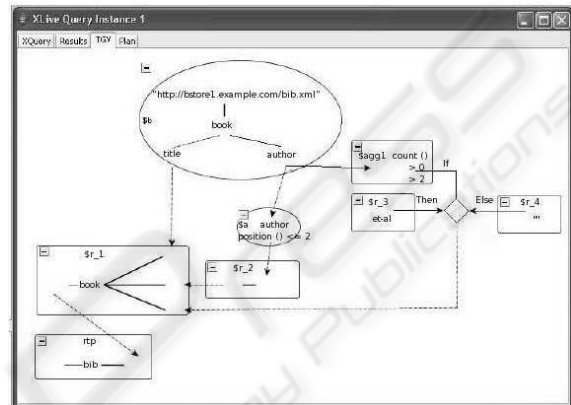 XLive Query Instance 1
XQuery Results TGV Plan
"http://bstore1.example.com/bib.xml"
$b
book
title author
$agg1 count ()
> 0
> 2
If
$r_3
et-al
Then
Else
$r_4
$a author
position () <= 2
$r_1
book
$r_2
rtp
bib